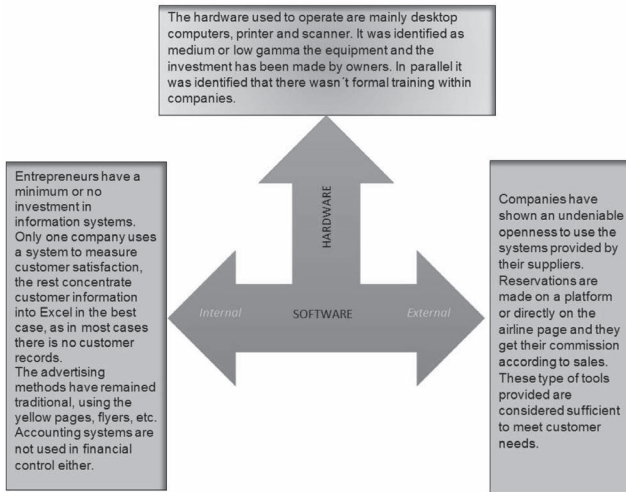 The hardware used to operate are mainly desktop
computers, printer and scanner. It was identified as
medium or low gamma the equipment and the
investment has been made by owners. In parallel it
was identified that there wasn´t formal training within
companies.
Entrepreneurs have a
minimum or no
investment in
information systems.
Only one company uses
a system to measure
customer satisfaction,
the rest concentrate
customer information
into Excel in the best
case, as in most cases
there is no customer
records.
The advertising
methods have remained
traditional, using the
yellow pages, flyers, etc.
Accounting systems are
not used in financial
control either.
HARDWARE
Internal
SOFTWARE
External
Companies have
shown an undeniable
openness to use the
systems provided by
their suppliers.
Reservations are
made on a platform
or directly on the
airline page and they
get their commission
according to sales.
These type of tools
provided are
considered sufficient
to meet customer
needs.